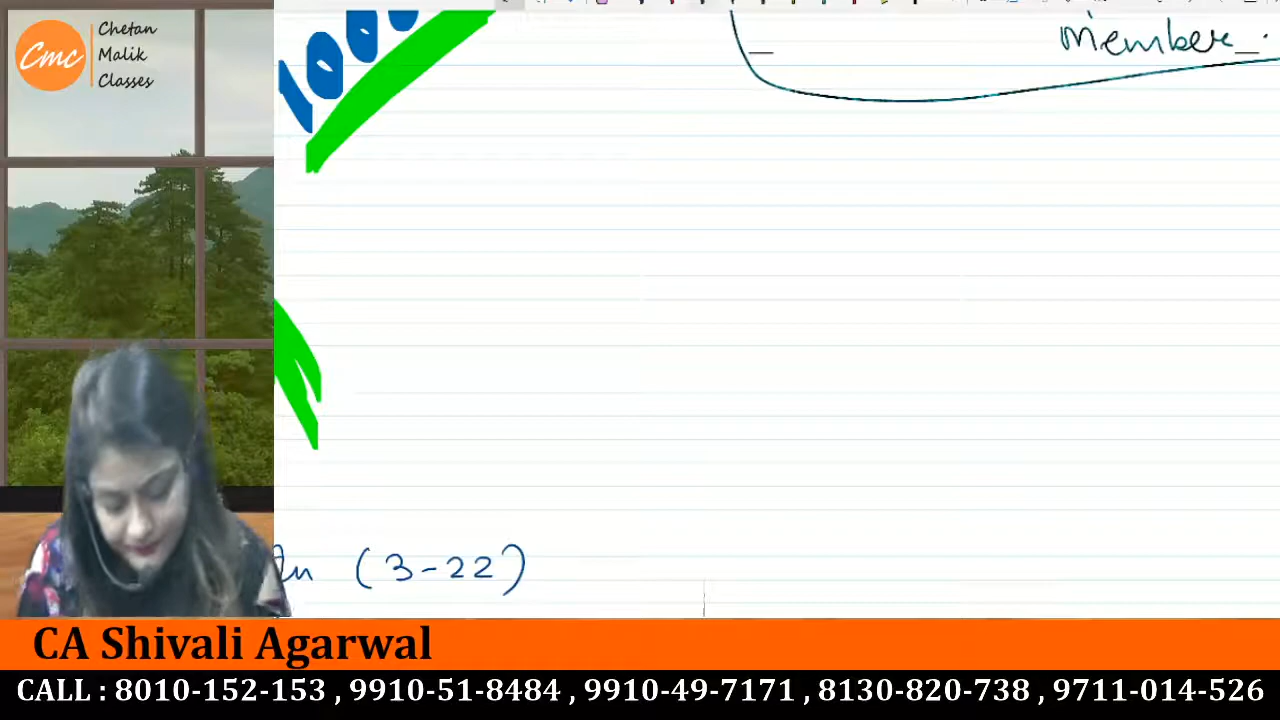 Cmc
Chetan
Malik
Classes
1000
Member
(3-22)
CA Shivali Agarwal
CALL : 8010-152-153 , 9910-51-8484 , 9910-49-7171 , 8130-820-738 , 9711-014-526